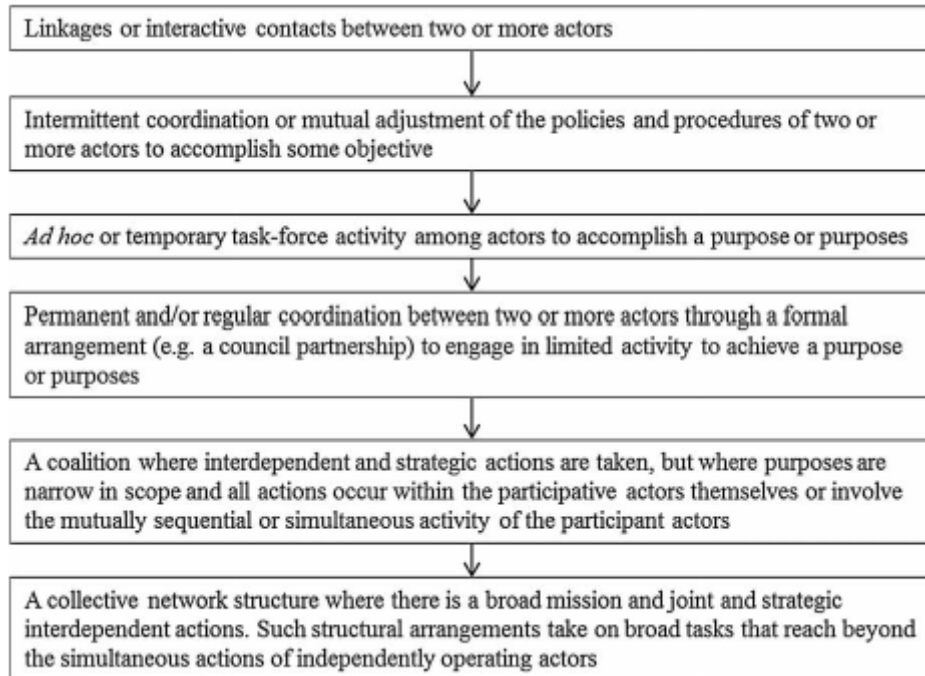 Linkages or interactive contacts between two or more actors
Intermittent coordination or mutual adjustment of the policies and procedures of two or
more actors to accomplish some objective
Ad hoc or temporary task-force activity among actors to accomplish a purpose or purposes
Permanent and/or regular coordination between two or more actors through a formal
arrangement (e.g. a council partnership) to engage in limited activity to achieve a purpose
or purposes
A coalition where interdependent and strategic actions are taken, but where purposes are
narrow in scope and all actions occur within the participative actors themselves or involve
the mutually sequential or simultaneous activity of the participant actors
A collective network structure where there is a broad mission and joint and strategic
interdependent actions. Such structural arrangements take on broad tasks that reach beyond
the simultaneous actions of independently operating actors